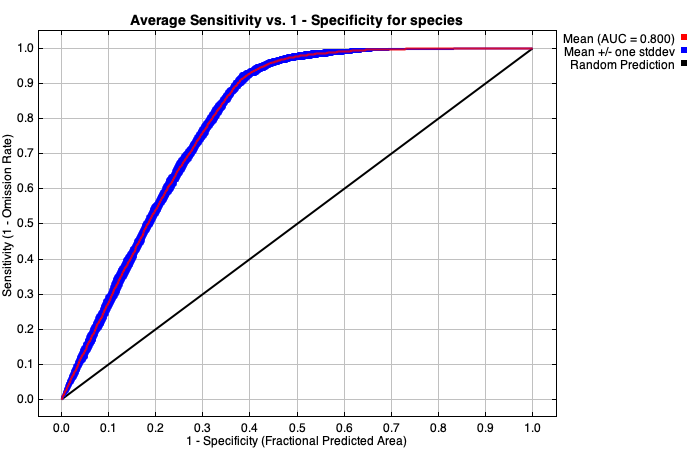 Average Sensitivity vs. 1 - Specificity for species
Mean (AUC = 0.800)
Mean +/- one stddev
Random Prediction
Sensitivity (1 - Omission Rate)
1.0
0.9
0.8
0.7
0.6
0.5
0.4
0.3
0.2
0.1
0.0
0.0 0.1 0.2 0.3 0.4 0.5 0.6 0.7 0.8 0.9 1.0
1 - Specificity (Fractional Predicted Area)